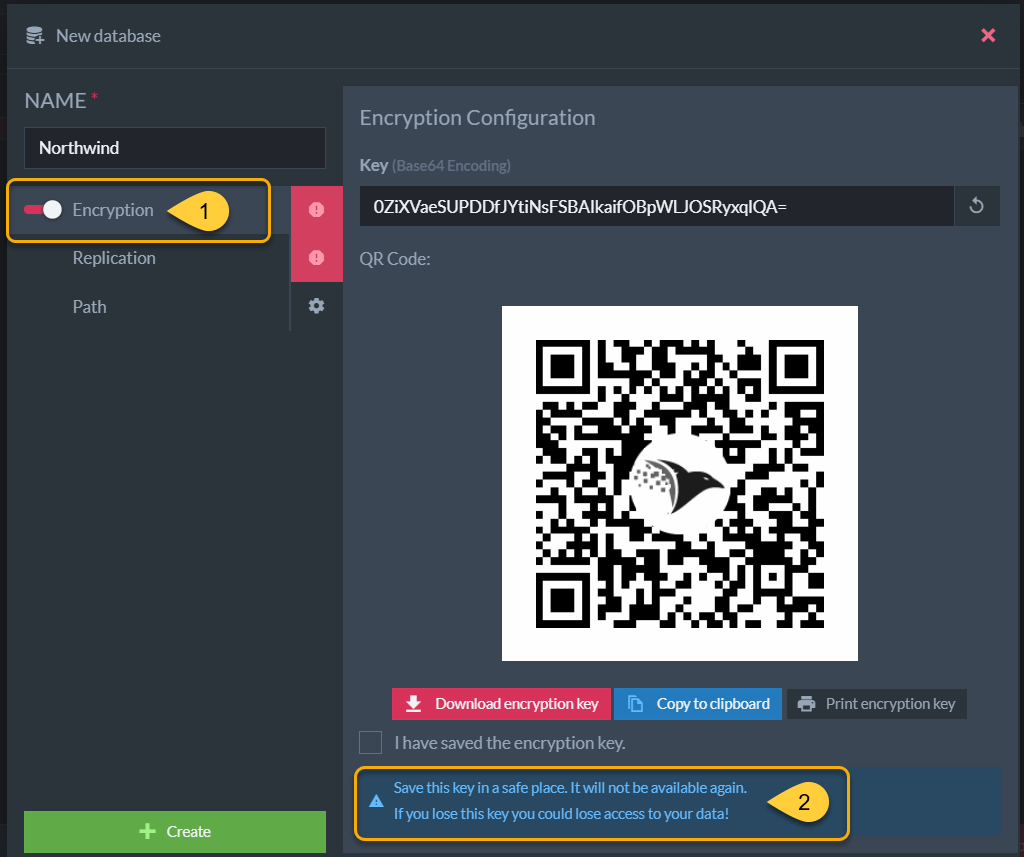 New database
NAME *
Northwind
Encryption
1
Replication
Path
Create
Encryption Configuration
Key (Base64 Encoding)
0ZiXVaeSUPDDfJYtiNsFSBAIkaifOBpWLJOSRyxqlQA=
QR Code:
Download encryption key
Copy to clipboard
Print encryption key
I have saved the encryption key.
Save this key in a safe place. It will not be available again.
If you lose this key you could lose access to your data!
2